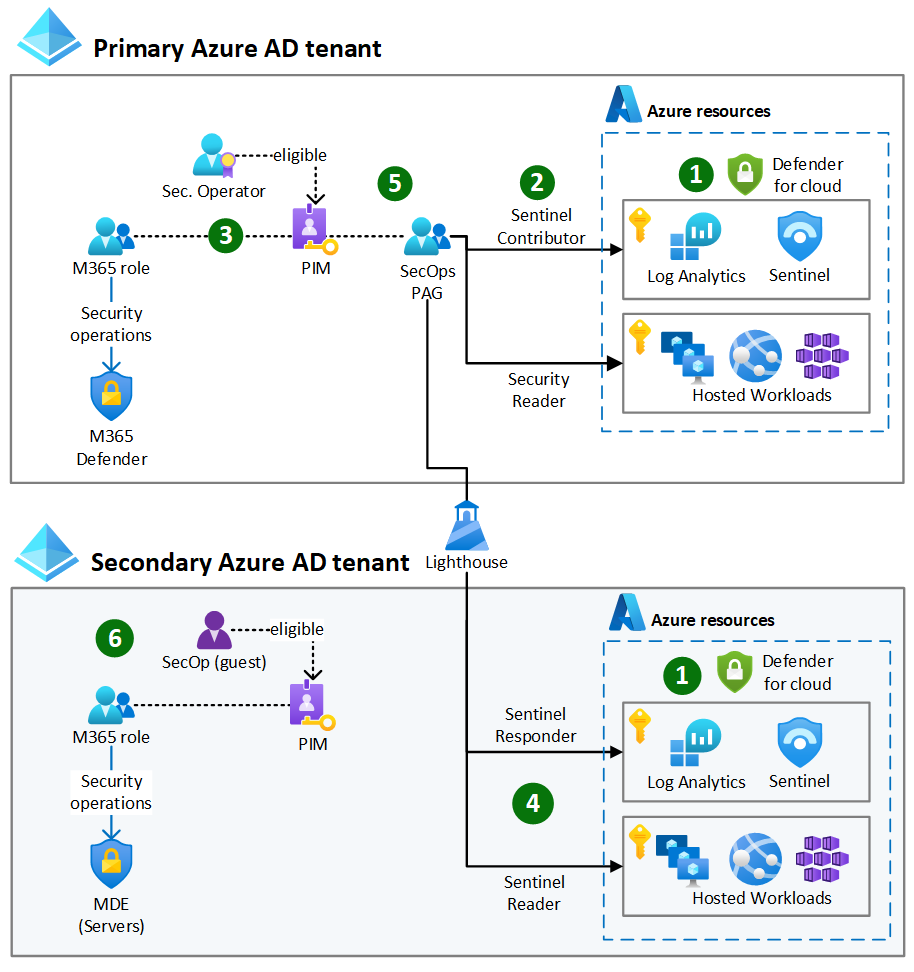 Primary Azure AD tenant
Azure resources
eligible
Sec. Operator
5
2
1
Defender
for cloud
Sentinel
Contributor
3
M365 role
PIM
SecOps
PAG
Log Analytics
Sentinel
Security
operations
Security
Reader
Hosted Workloads
M365
Defender
Lighthouse
Secondary Azure AD tenant
Azure resources
6
eligible
SecOp (guest)
1
Defender
for cloud
M365 role
PIM
Sentinel
Responder
Log Analytics
Sentinel
Security
operations
4
Sentinel
Reader
Hosted Workloads
MDE
(Servers)